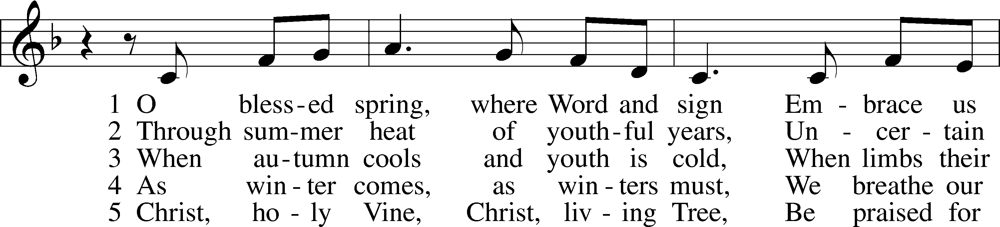 1 O bless-ed spring, where Word and sign Em - brace us
2 Through sum-mer heat of youth-ful years, Un - cer - tain
3 When au-tumn cools and youth is cold, When limbs their
4 As win - ter comes, as win - ters must, We breathe our
5 Christ, ho - ly Vine, Christ, liv - ing Tree, Be praised for